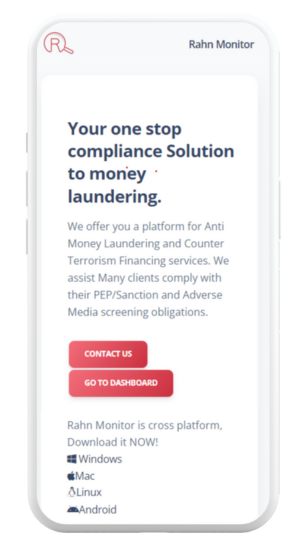 Rahn Monitor
Your one stop
compliance Solution
to money
laundering.
We offer you a platform for Anti
Money Laundering and Counter
Terrorism Financing services. We
assist Many clients comply with
their PEP/Sanction and Adverse
Media screening obligations.
CONTACT US
GO TO DASHBOARD
Rahn Monitor is cross platform,
Download it NOW!
Windows
Mac
Linux
Android